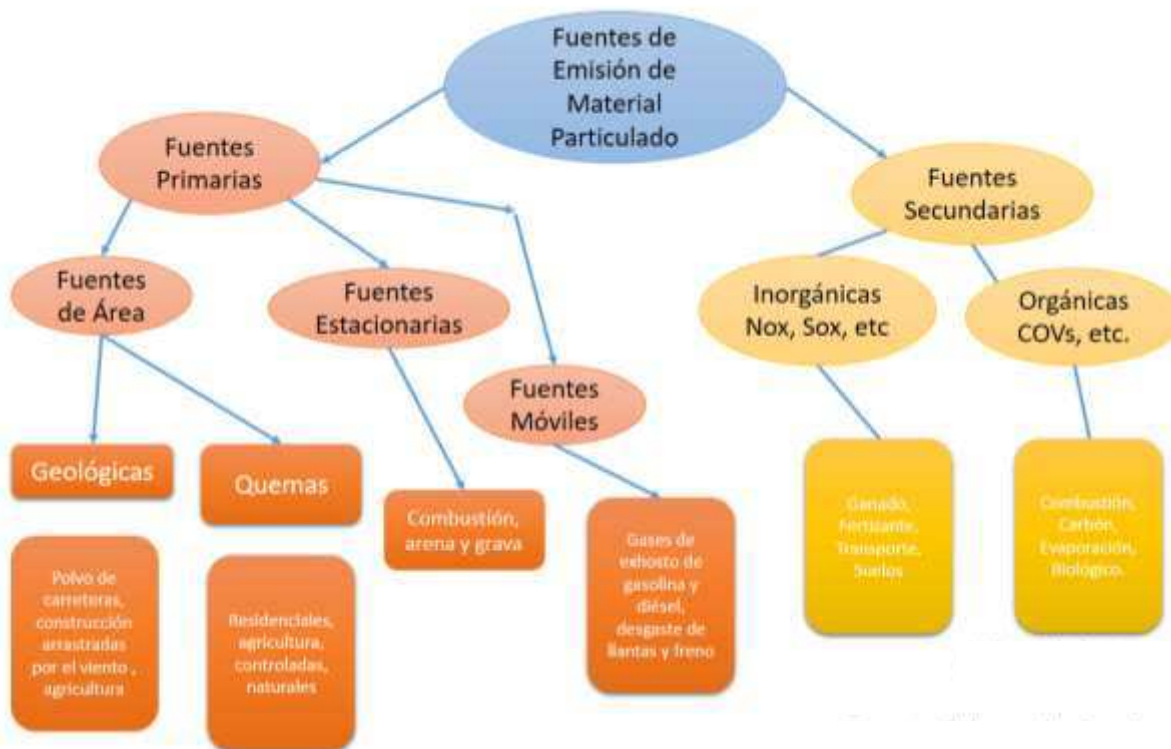 Fuentes de
Emisión de
Material
Particulado
Fuentes
Primarias
Fuentes
Secundarias
Fuentes
de Área
Fuentes
Estacionarias
Fuentes
Móviles
Inorgánicas
Nox, Sox, etc
Orgánicas
COVs, etc.
Geológicas
Quemas
Combustión,
arena y grava
Gases de
exhosto de
gasolina y
diésel,
desgaste de
llantas y freno
Ganado,
Fertizante,
Transporte,
Suelos
Combustión,
Carbón,
Evaporación,
Biológico.
Polvo de
carreteras,
construcción
arrastradas
por el viento ,
agricultura
Residenciales,
agricultura,
controladas,
naturales